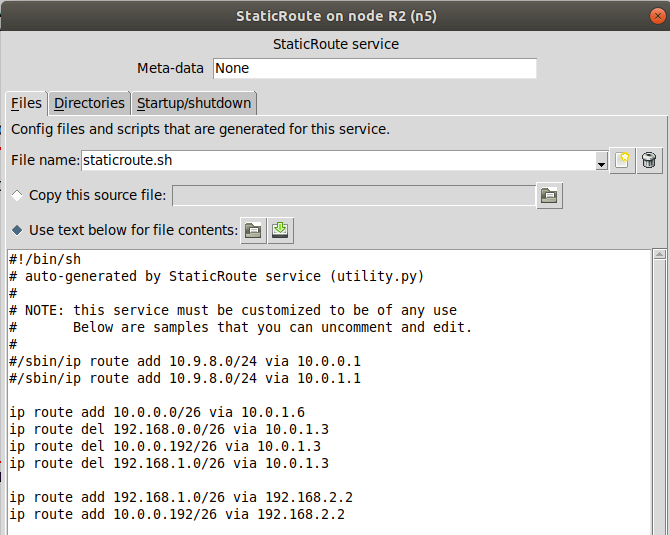 StaticRoute on node R2 (n5)
StaticRoute service
Meta-data None
Files Directories Startup/shutdown
Config files and scripts that are generated for this service.
File name: staticroute.sh
Copy this source file:
Use text below for file contents:
#!/bin/sh
# auto-generated by StaticRoute service (utility.py)
#
# NOTE: this service must be customized to be of any use
#       Below are samples that you can uncomment and edit.
#
#/sbin/ip route add 10.9.8.0/24 via 10.0.0.1
#/sbin/ip route add 10.9.8.0/24 via 10.0.1.1
ip route add 10.0.0.0/26 via 10.0.1.6
ip route del 192.168.0.0/26 via 10.0.1.3
ip route del 10.0.0.192/26 via 10.0.1.3
ip route del 192.168.1.0/26 via 10.0.1.3
ip route add 192.168.1.0/26 via 192.168.2.2
ip route add 10.0.0.192/26 via 192.168.2.2